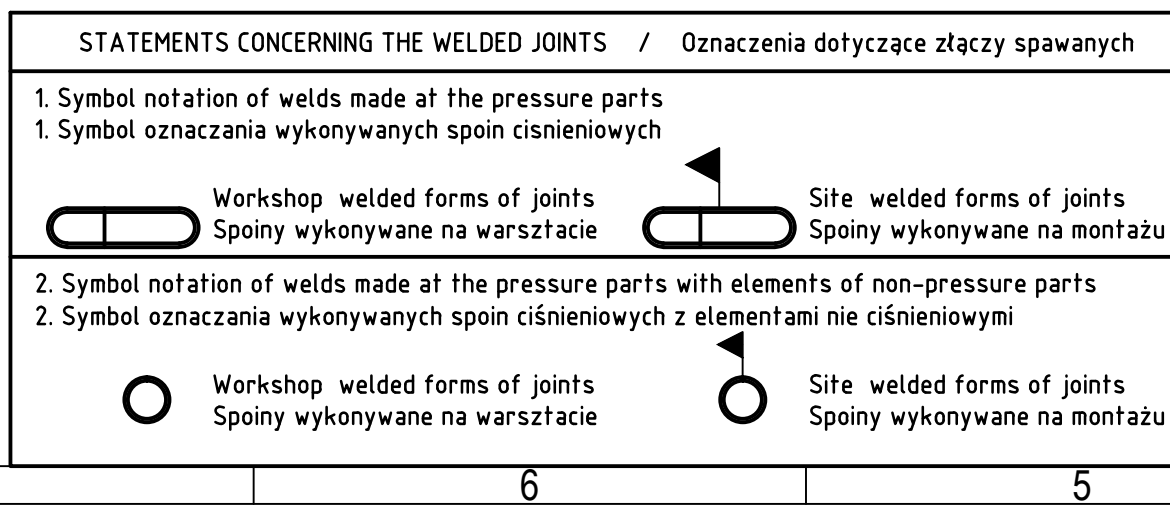 STATEMENTS CONCERNING THE WELDED JOINTS / Oznaczenia dotyczące złączy spawanych
1. Symbol notation of welds made at the pressure parts
1. Symbol oznaczania wykonywanych spoin cisnieniowych
Workshop welded forms of joints
Spoiny wykonywane na warsztacie
Site welded forms of joints
Spoiny wykonywane na montażu
2. Symbol notation of welds made at the pressure parts with elements of non-pressure parts
2. Symbol oznaczania wykonywanych spoin ciśnieniowych z elementami nie ciśnieniowymi
Workshop welded forms of joints
Spoiny wykonywane na warsztacie
Site welded forms of joints
Spoiny wykonywane na montażu
6 5